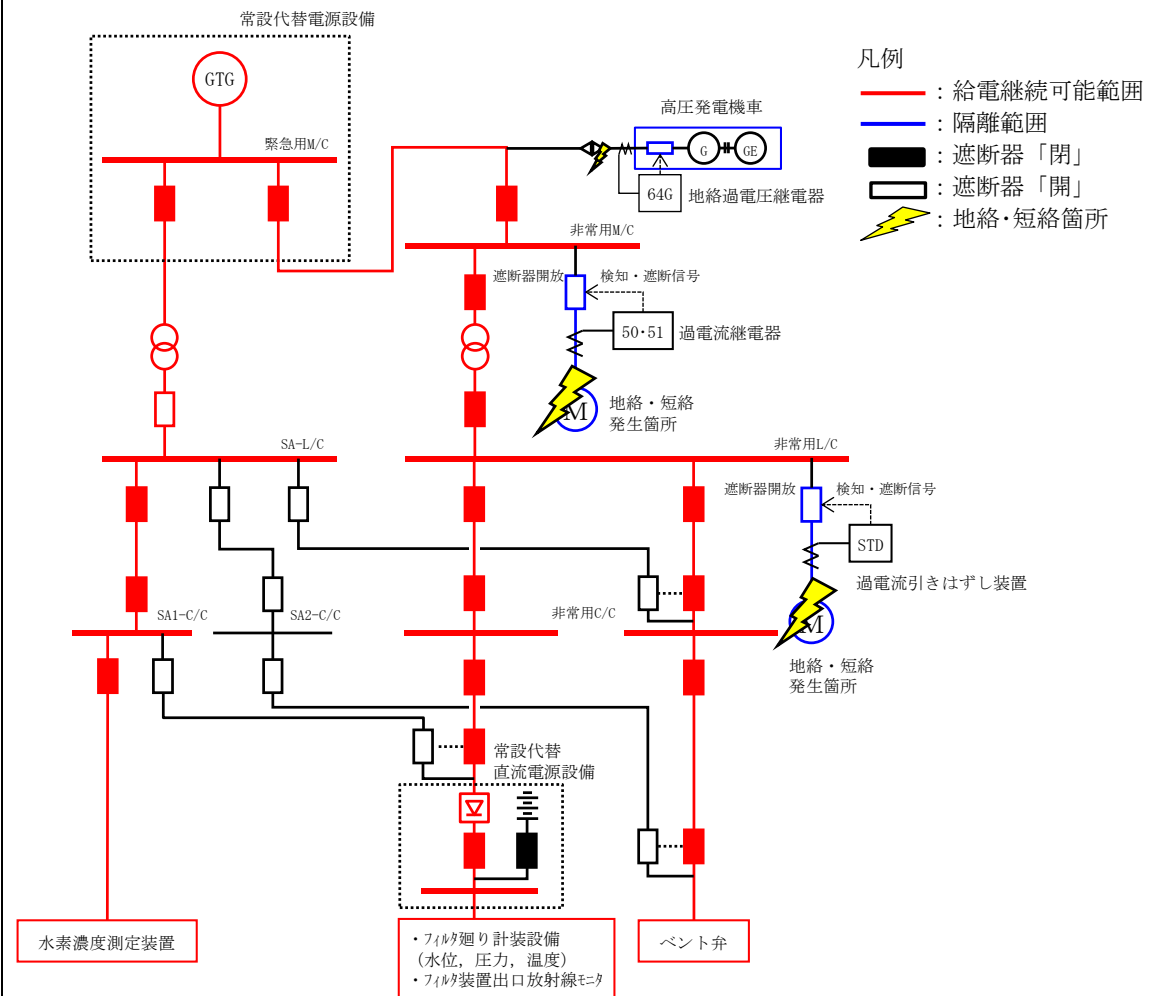 常設代替電源設備
GTG
緊急用M/C
高圧発電機車
G
GE
64G
地絡過電圧継電器
凡例
：給電継続可能範囲
：隔離範囲
：遮断器「閉」
：遮断器「開」
：地絡・短絡箇所
非常用M/C
遮断器開放
検知・遮断信号
50・51
過電流継電器
M
地絡・短絡
発生箇所
SA-L/C
非常用L/C
遮断器開放
検知・遮断信号
STD
過電流引きはずし装置
M
地絡・短絡
発生箇所
SA1-C/C
SA2-C/C
非常用C/C
常設代替
直流電源設備
水素濃度測定装置
・フィルタ廻り計装設備
（水位，圧力，温度）
・フィルタ装置出口放射線モニタ
ベント弁